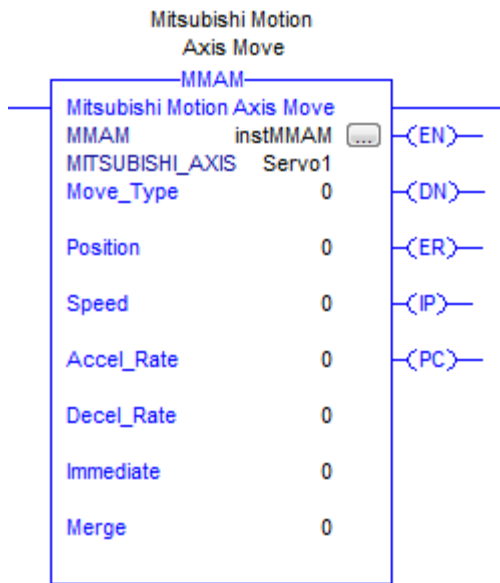 Mitsubishi Motion
Axis Move
MMAM
Mitsubishi Motion Axis Move
MMAM instMMAM ... (EN)
MITSUBISHI_AXIS Servo1
Move_Type 0 (DN)
Position 0 (ER)
Speed 0 (IP)
Accel_Rate 0 (PC)
Decel_Rate 0
Immediate 0
Merge 0